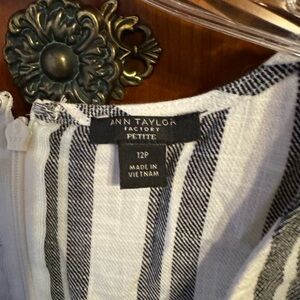 ANN TAYLOR
FACTORY
PETITE
12P
MADE IN
VIETNAM